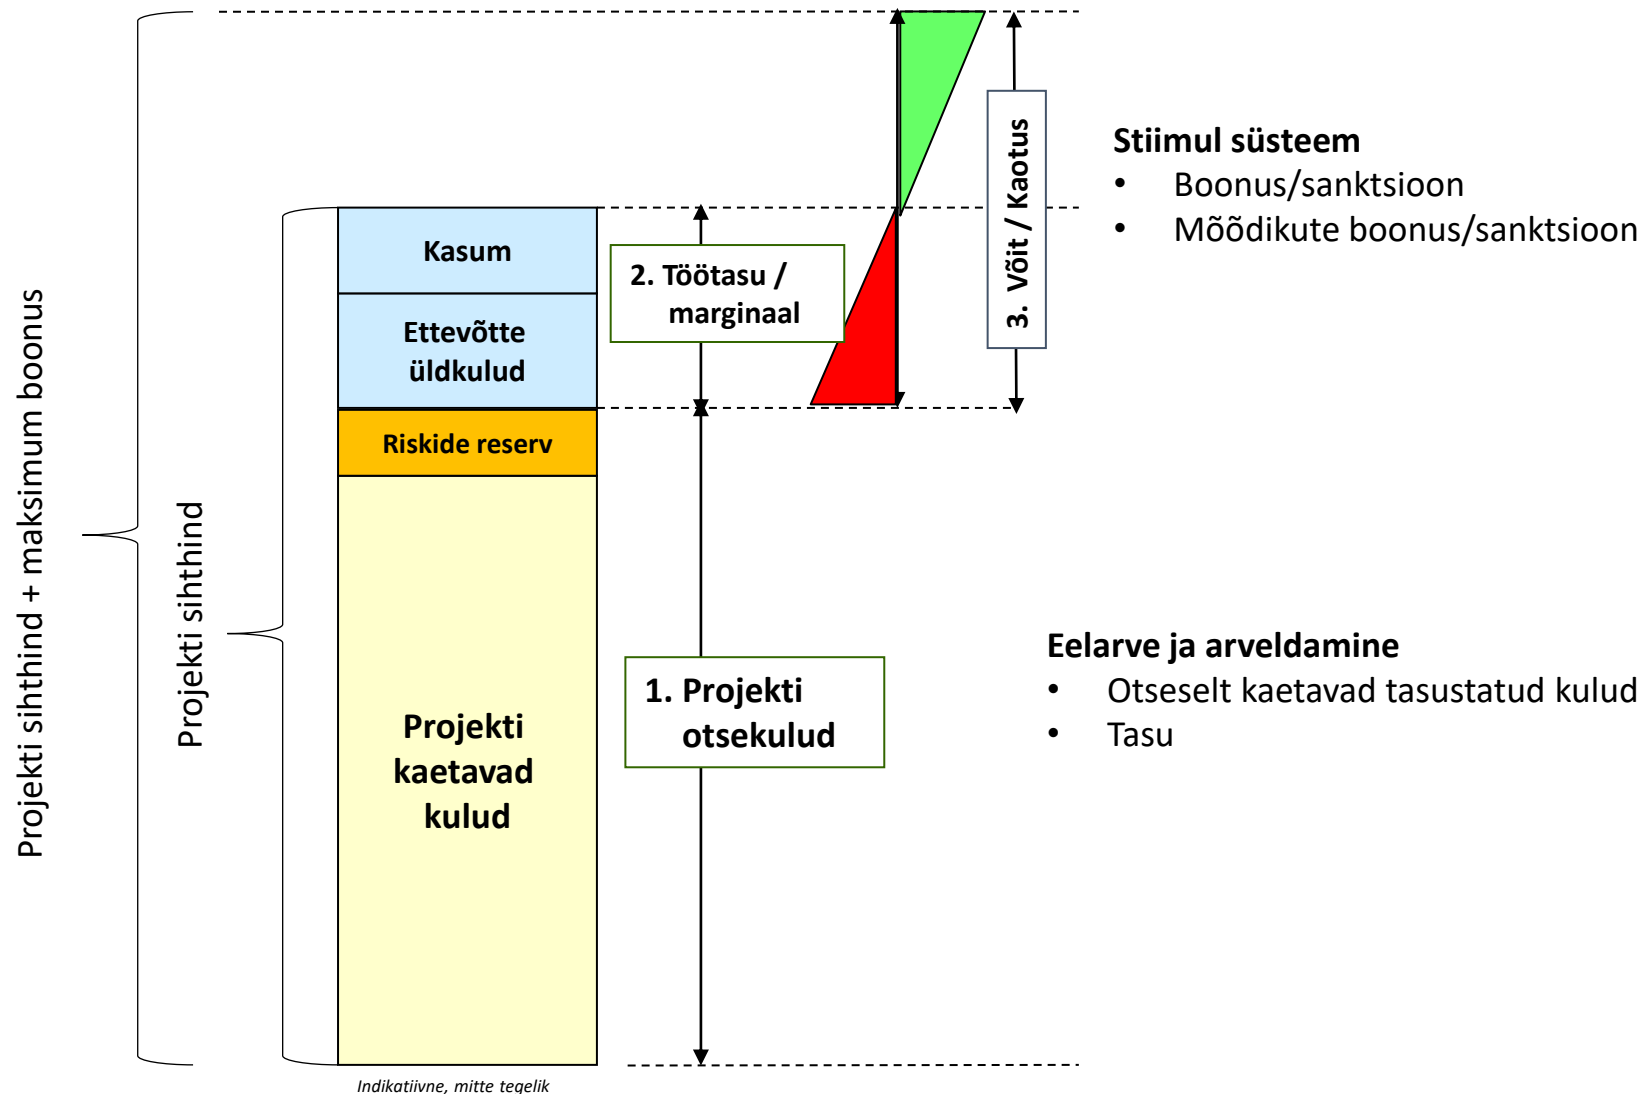 Projekti sihthind + maksimum boonus
Projekti sihthind
Kasum
Ettevõtte
üldkulud
Riskide reserv
Projekti
kaetavad
kulud
Indikatiivne, mitte tegelik
2. Töötasu /
marginaal
1. Projekti
otsekulud
3. Võit / Kaotus
Stiimul süsteem
• Boonus/sanktsioon
• Mõõdikute boonus/sanktsioon
Eelarve ja arveldamine
• Otseselt kaetavad tasustatud kulud
• Tasu